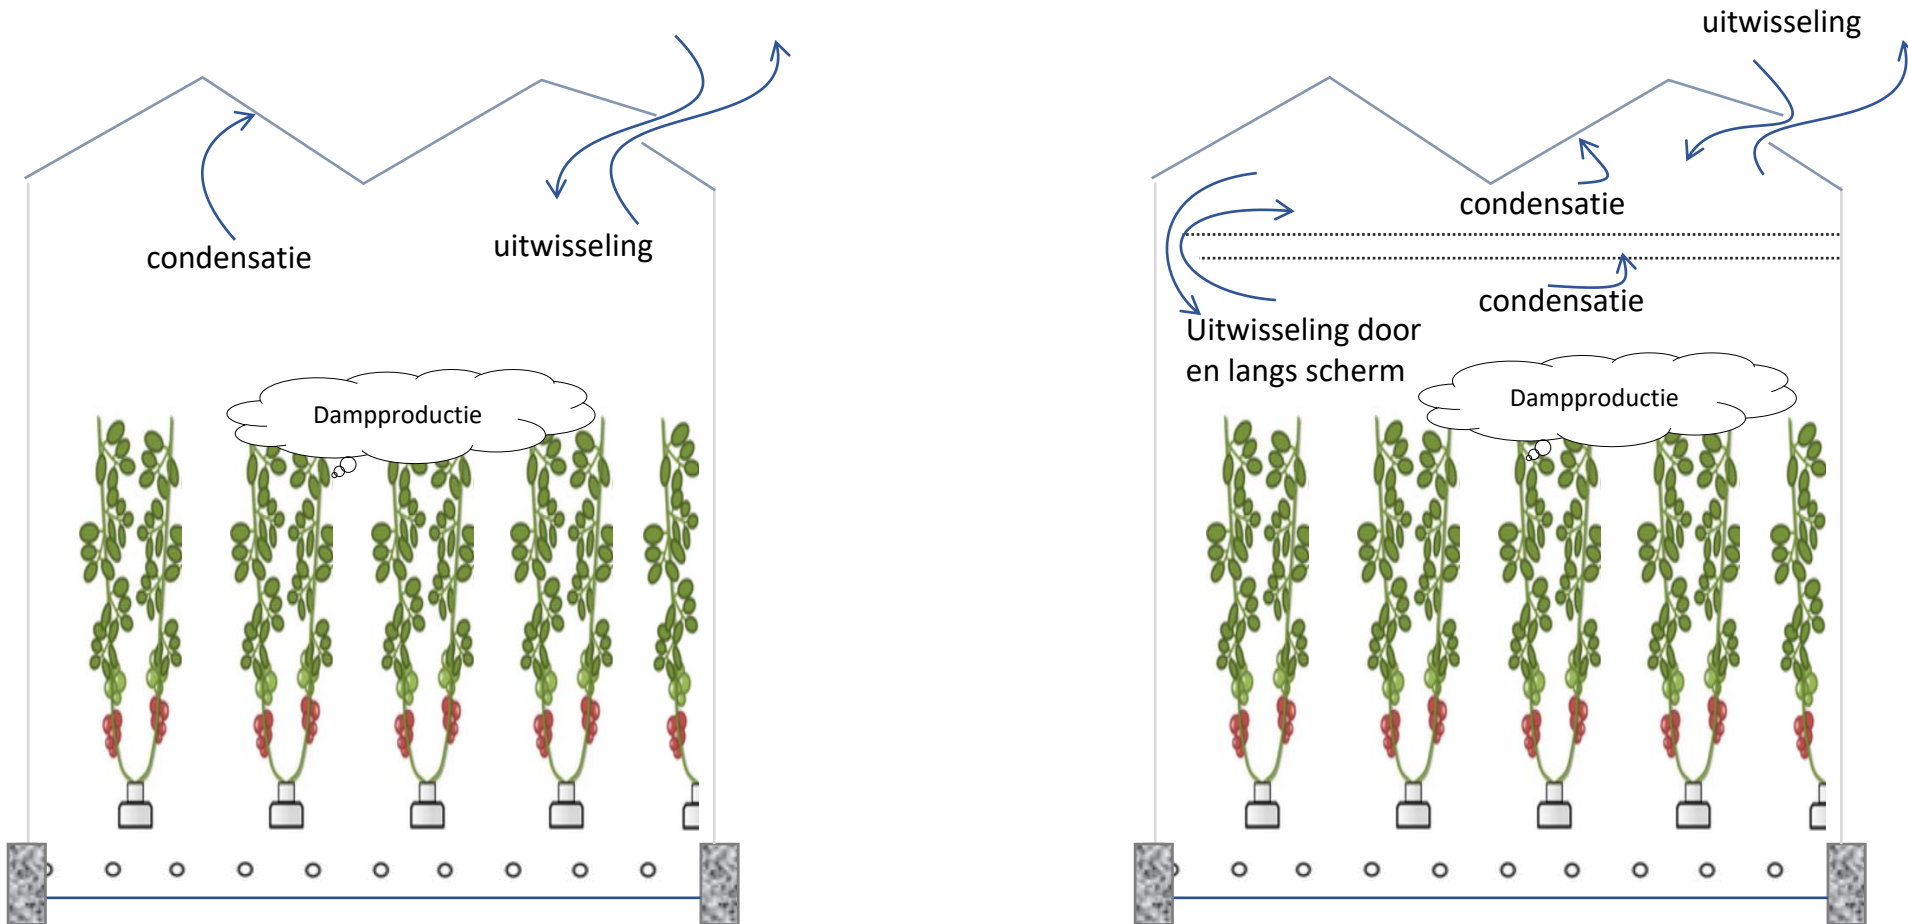 condensatie
uitwisseling
Dampproductie
uitwisseling
condensatie
condensatie
Uitwisseling door
en langs scherm
Dampproductie